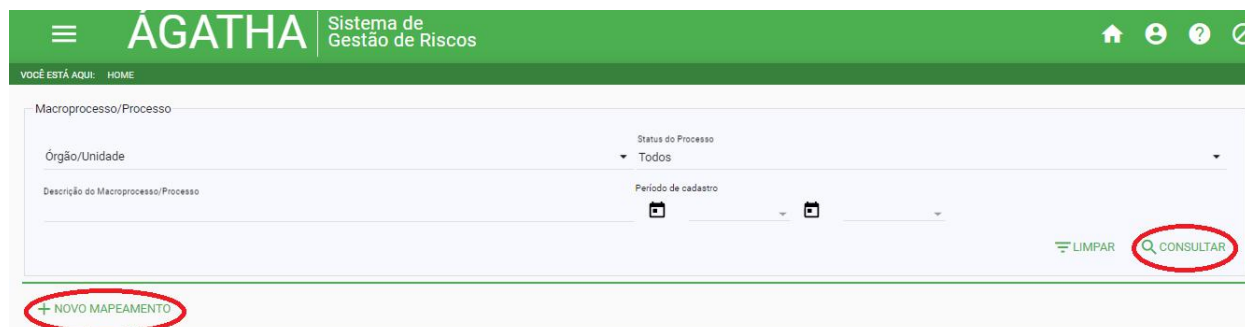 ÁGATHA Sistema de
Gestão de Riscos
VOCÊ ESTÁ AQUI: HOME
Macroprocesso/Processo
Órgão/Unidade
Status do Processo
Todos
Descrição do Macroprocesso/Processo
Período de cadastro
LIMPAR CONSULTAR
+ NOVO MAPEAMENTO